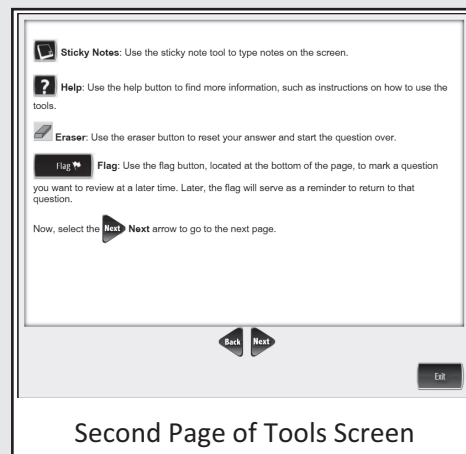 Sticky Notes: Use the sticky note tool to type notes on the screen.
? Help: Use the help button to find more information, such as instructions on how to use the
tools.
Eraser: Use the eraser button to reset your answer and start the question over.
Flag Flag: Use the flag button, located at the bottom of the page, to mark a question
you want to review at a later time. Later, the flag will serve as a reminder to return to that
question.
Now, select the Next Next arrow to go to the next page.
Back Next
Exit
Second Page of Tools Screen